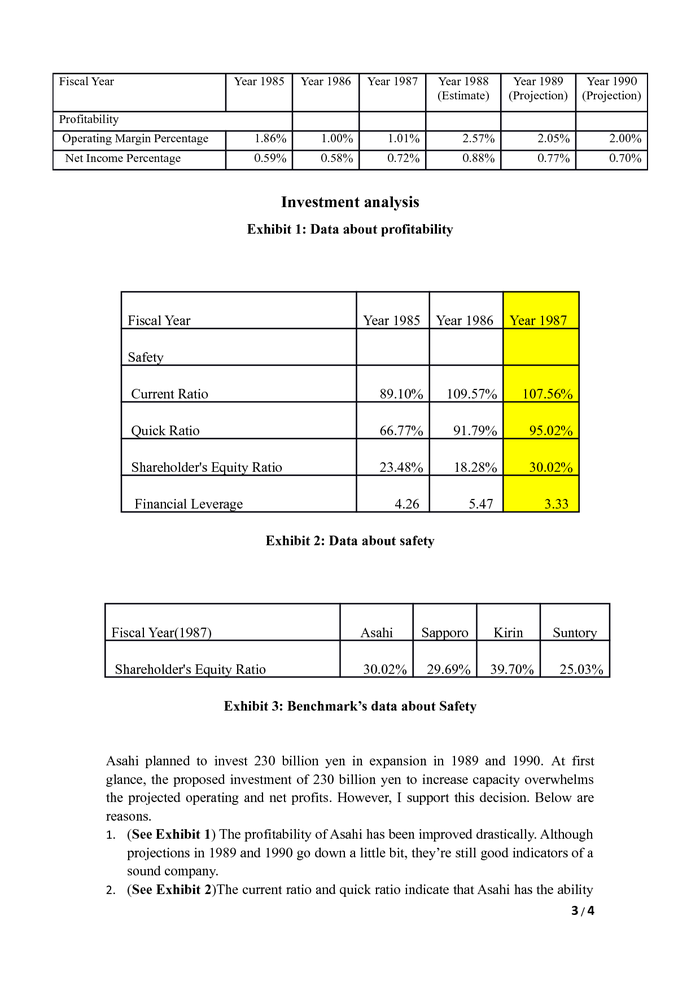 Fiscal Year Year 1985 Year 1986 Year 1987 Year 1988 Year 1989 Year 1990
(Estimate) (Projection) (Projection)
Profitability
Operating Margin Percentage 1.86% 1.00% 1.01% 2.57% 2.05% 2.00%
Net Income Percentage 0.59% 0.58% 0.72% 0.88% 0.77% 0.70%
Investment analysis
Exhibit 1: Data about profitability
Fiscal Year Year 1985 Year 1986 Year 1987
Safety
Current Ratio 89.10% 109.57% 107.56%
Quick Ratio 66.77% 91.79% 95.02%
Shareholder's Equity Ratio 23.48% 18.28% 30.02%
Financial Leverage 4.26 5.47 3.33
Exhibit 2: Data about safety
Fiscal Year(1987) Asahi Sapporo Kirin Suntory
Shareholder's Equity Ratio 30.02% 29.69% 39.70% 25.03%
Exhibit 3: Benchmark’s data about Safety
Asahi planned to invest 230 billion yen in expansion in 1989 and 1990. At first
glance, the proposed investment of 230 billion yen to increase capacity overwhelms
the projected operating and net profits. However, I support this decision. Below are
reasons.
1. (See Exhibit 1) The profitability of Asahi has been improved drastically. Although
projections in 1989 and 1990 go down a little bit, they’re still good indicators of a
sound company.
2. (See Exhibit 2)The current ratio and quick ratio indicate that Asahi has the ability
3 / 4